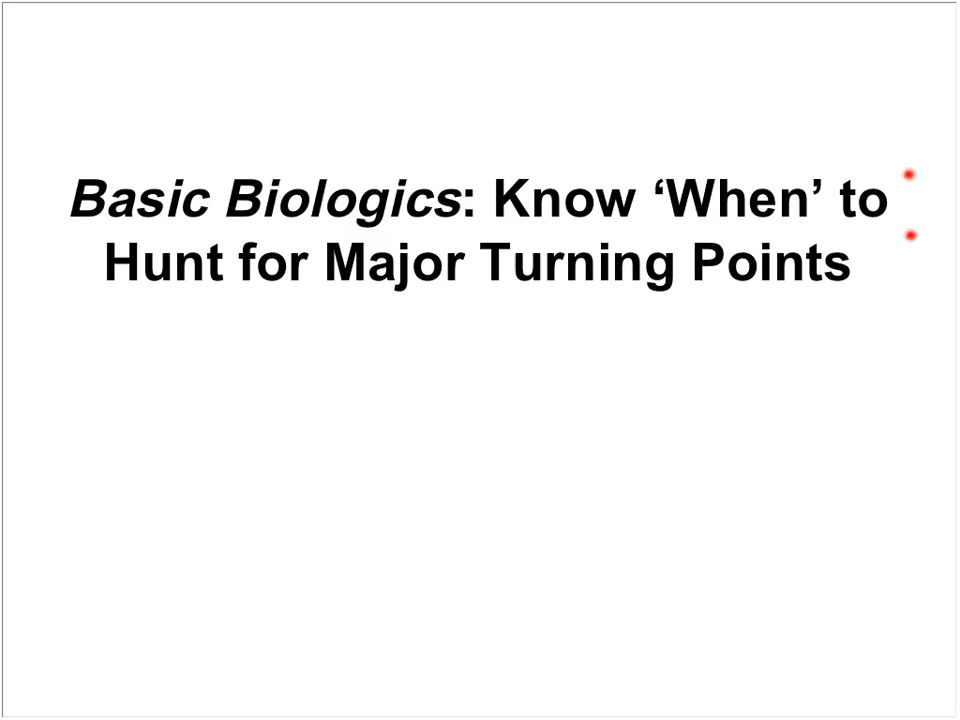 Basic Biologics: Know ‘When’ to
Hunt for Major Turning Points